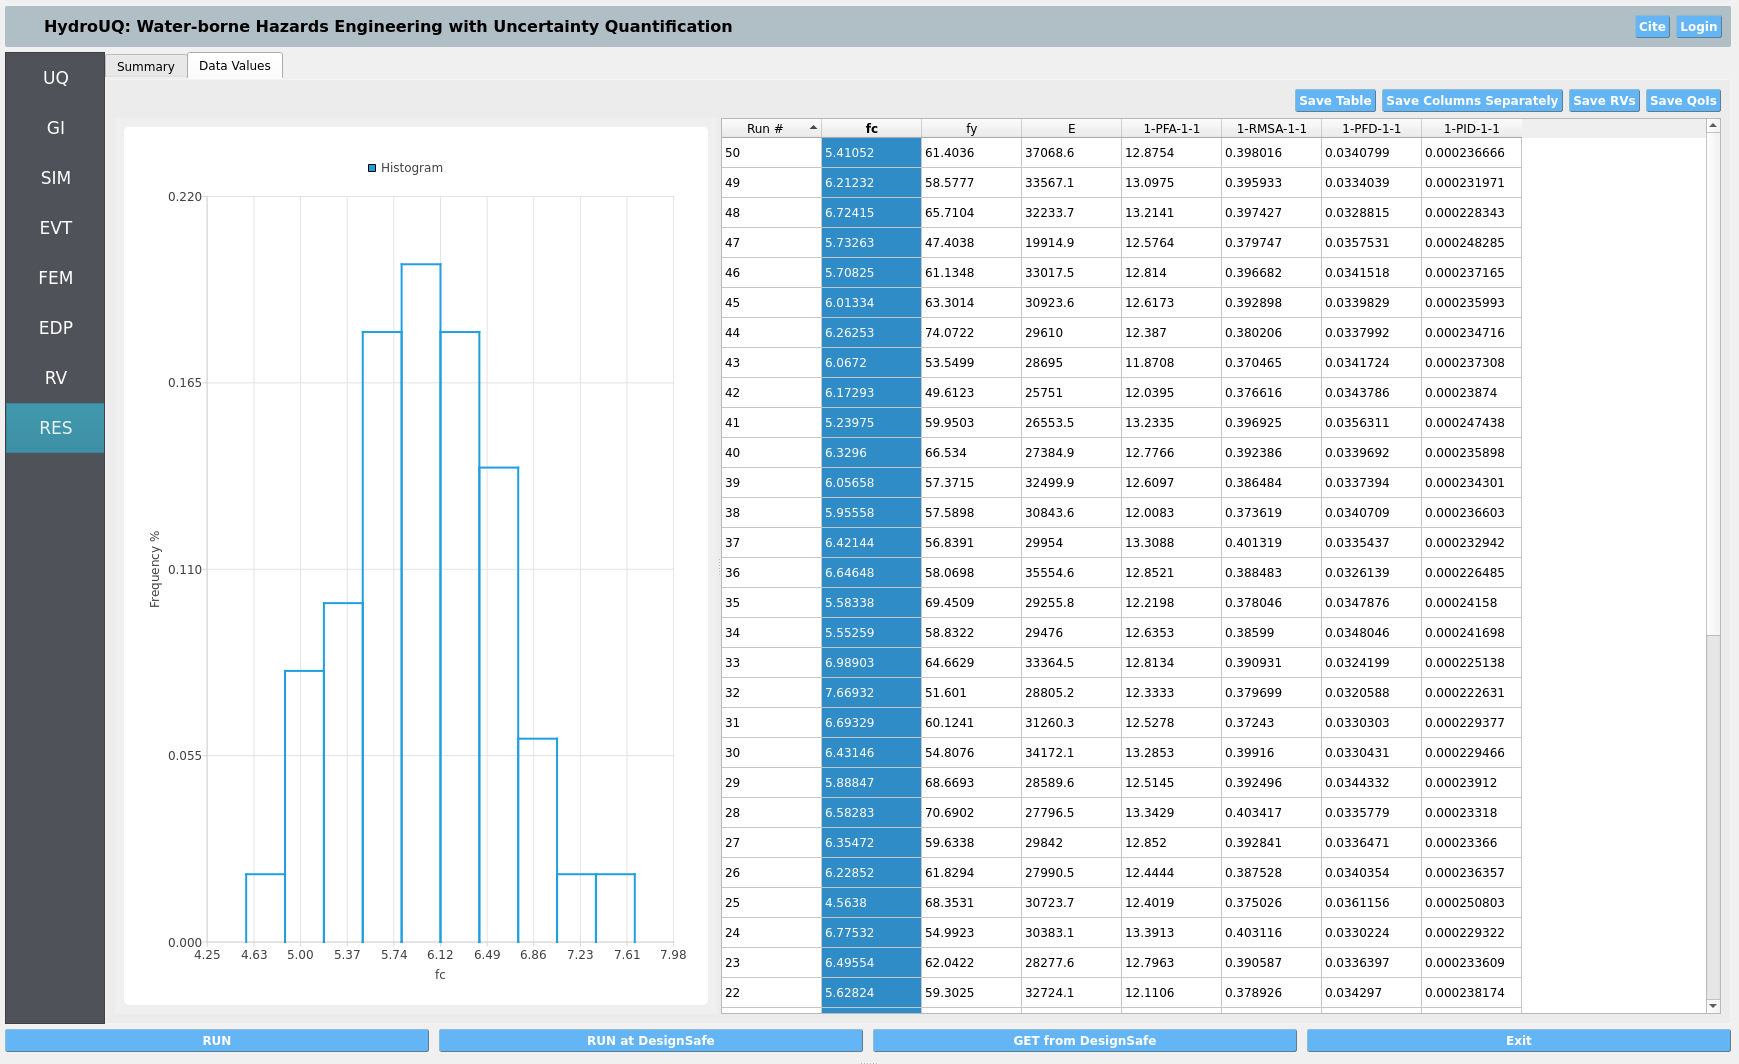 HydroUQ: Water-borne Hazards Engineering with Uncertainty Quantification
Cite Login
UQ
GI
SIM
EVT
FEM
EDP
RV
RES
Summary Data Values
Save Table Save Columns Separately Save RVs Save QoIs
Histogram
0.220
0.165
0.110
0.055
0.000
Frequency %
4.25 4.63 5.00 5.37 5.74 6.12 6.49 6.86 7.23 7.61 7.98
fc
Run # fc fy E 1-PFA-1-1 1-RMSA-1-1 1-PFD-1-1 1-PID-1-1
50 5.41052 61.4036 37068.6 12.8754 0.398016 0.0340799 0.000236666
49 6.21232 58.5777 33567.1 13.0975 0.395933 0.0334039 0.000231971
48 6.72415 65.7104 32233.7 13.2141 0.397427 0.0328815 0.000228343
47 5.73263 47.4038 19914.9 12.5764 0.379747 0.0357531 0.000248285
46 5.70825 61.1348 33017.5 12.814 0.396682 0.0341518 0.000237165
45 6.01334 63.3014 30923.6 12.6173 0.392898 0.0339829 0.000235993
44 6.26253 74.0722 29610 12.387 0.380206 0.0337992 0.000234716
43 6.0672 53.5499 28695 11.8708 0.370465 0.0341724 0.000237308
42 6.17293 49.6123 25751 12.0395 0.376616 0.0343786 0.00023874
41 5.23975 59.9503 26553.5 13.2335 0.396925 0.0356311 0.000247438
40 6.3296 66.534 27384.9 12.7766 0.392386 0.0339692 0.000235898
39 6.05658 57.3715 32499.9 12.6097 0.386484 0.0337394 0.000234301
38 5.95558 57.5898 30843.6 12.0083 0.373619 0.0340709 0.000236603
37 6.42144 56.8391 29954 13.3088 0.401319 0.0335437 0.000232942
36 6.64648 58.0698 35554.6 12.8521 0.388483 0.0326139 0.000226485
35 5.58338 69.4509 29255.8 12.2198 0.378046 0.0347876 0.00024158
34 5.55259 58.8322 29476 12.6353 0.38599 0.0348046 0.000241698
33 6.98903 64.6629 33364.5 12.8134 0.390931 0.0324199 0.000225138
32 7.66932 51.601 28805.2 12.3333 0.379699 0.0320588 0.000222631
31 6.69329 60.1241 31260.3 12.5278 0.37243 0.0330303 0.000229377
30 6.43146 54.8076 34172.1 13.2853 0.39916 0.0330431 0.000229466
29 5.88847 68.6693 28589.6 12.5145 0.392496 0.0344332 0.00023912
28 6.58283 70.6902 27796.5 13.3429 0.403417 0.0335779 0.00023318
27 6.35472 59.6338 29842 12.852 0.392841 0.0336471 0.00023366
26 6.22852 61.8294 27990.5 12.4444 0.387528 0.0340354 0.000236357
25 4.5638 68.3531 30723.7 12.4019 0.375026 0.0361156 0.000250803
24 6.77532 54.9923 30383.1 13.3913 0.403116 0.0330224 0.000229322
23 6.49554 62.0422 28277.6 12.7963 0.390587 0.0336397 0.000233609
22 5.62824 59.3025 32724.1 12.1106 0.378926 0.034297 0.000238174
RUN RUN at DesignSafe GET from DesignSafe Exit